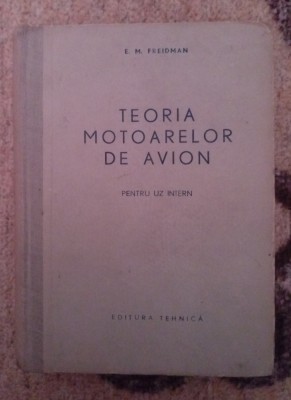 E. M. FREIDMAN
TEORIA
MOTOARELOR
DE AVION
PENTRU UZ INTERN
EDITURA TEHNICĂ